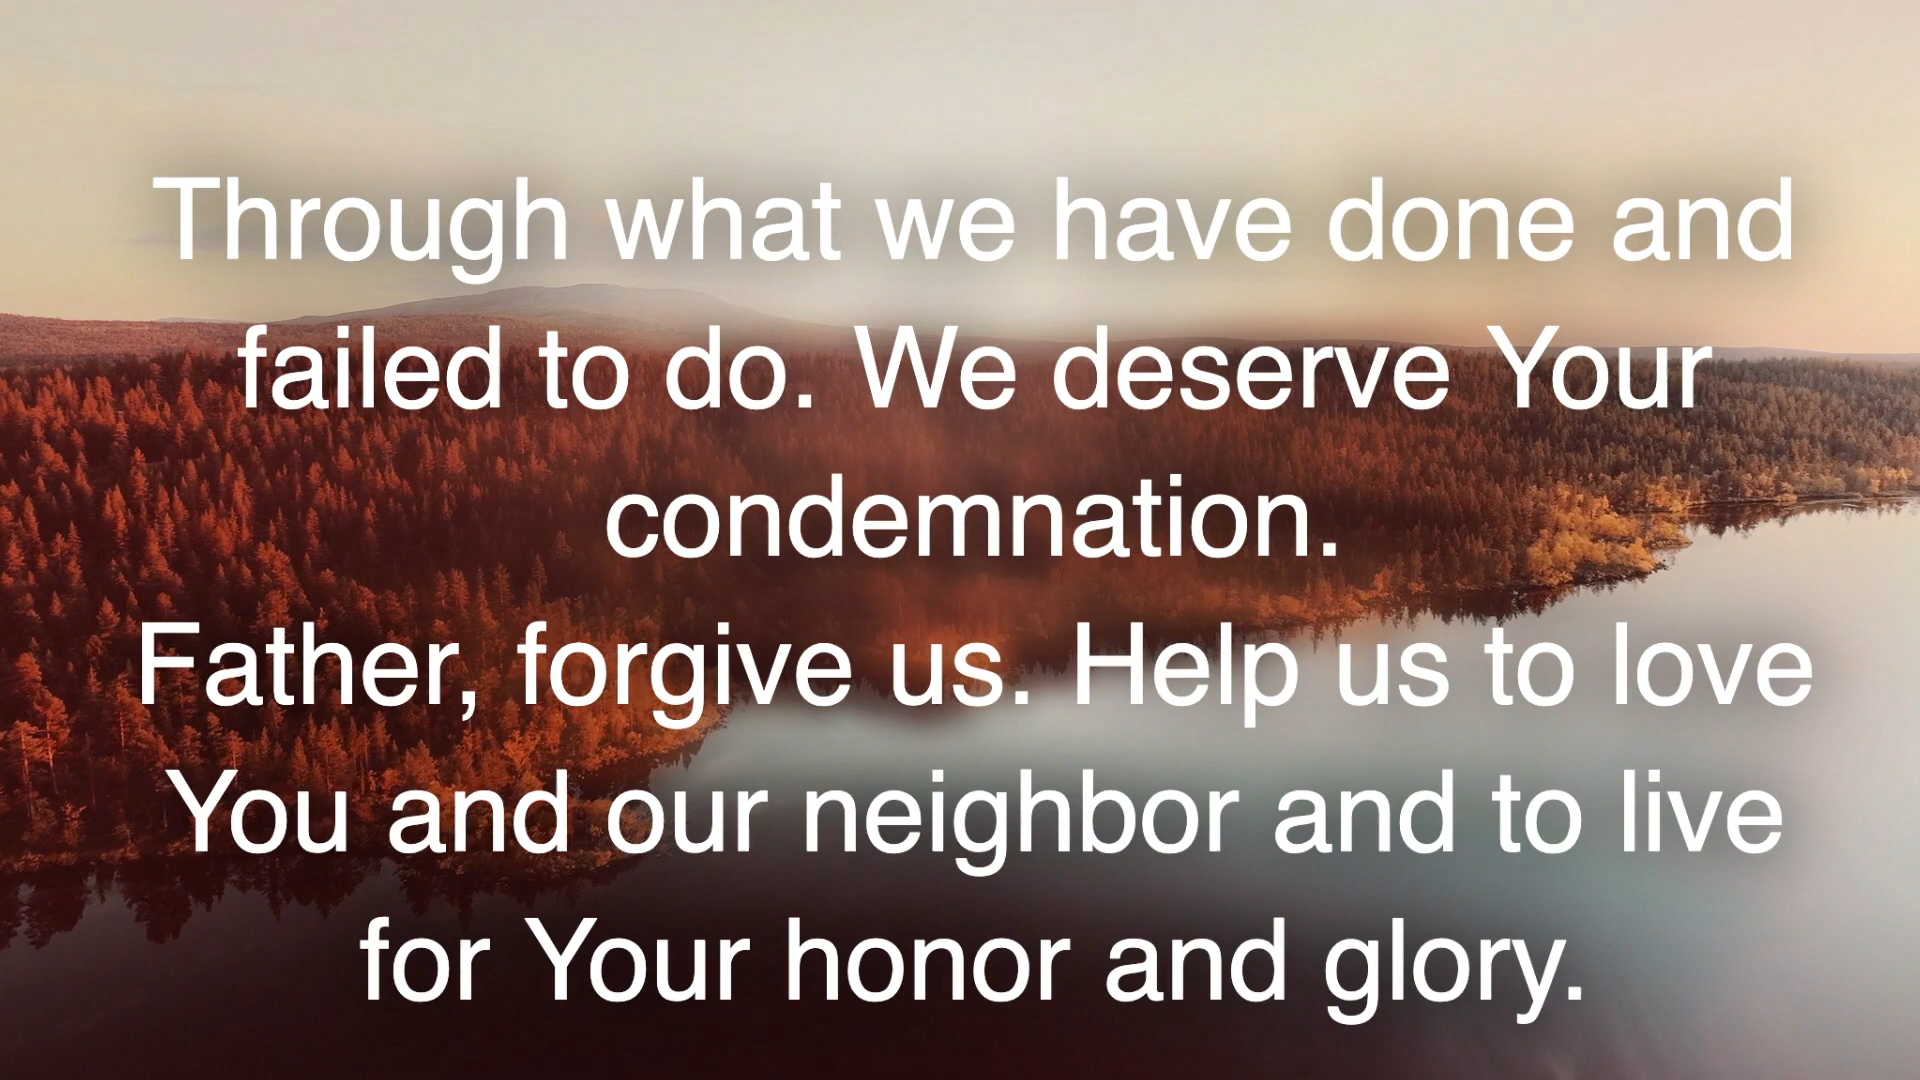 Through what we have done and
failed to do. We deserve Your
condemnation.
Father, forgive us. Help us to love
You and our neighbor and to live
for Your honor and glory.